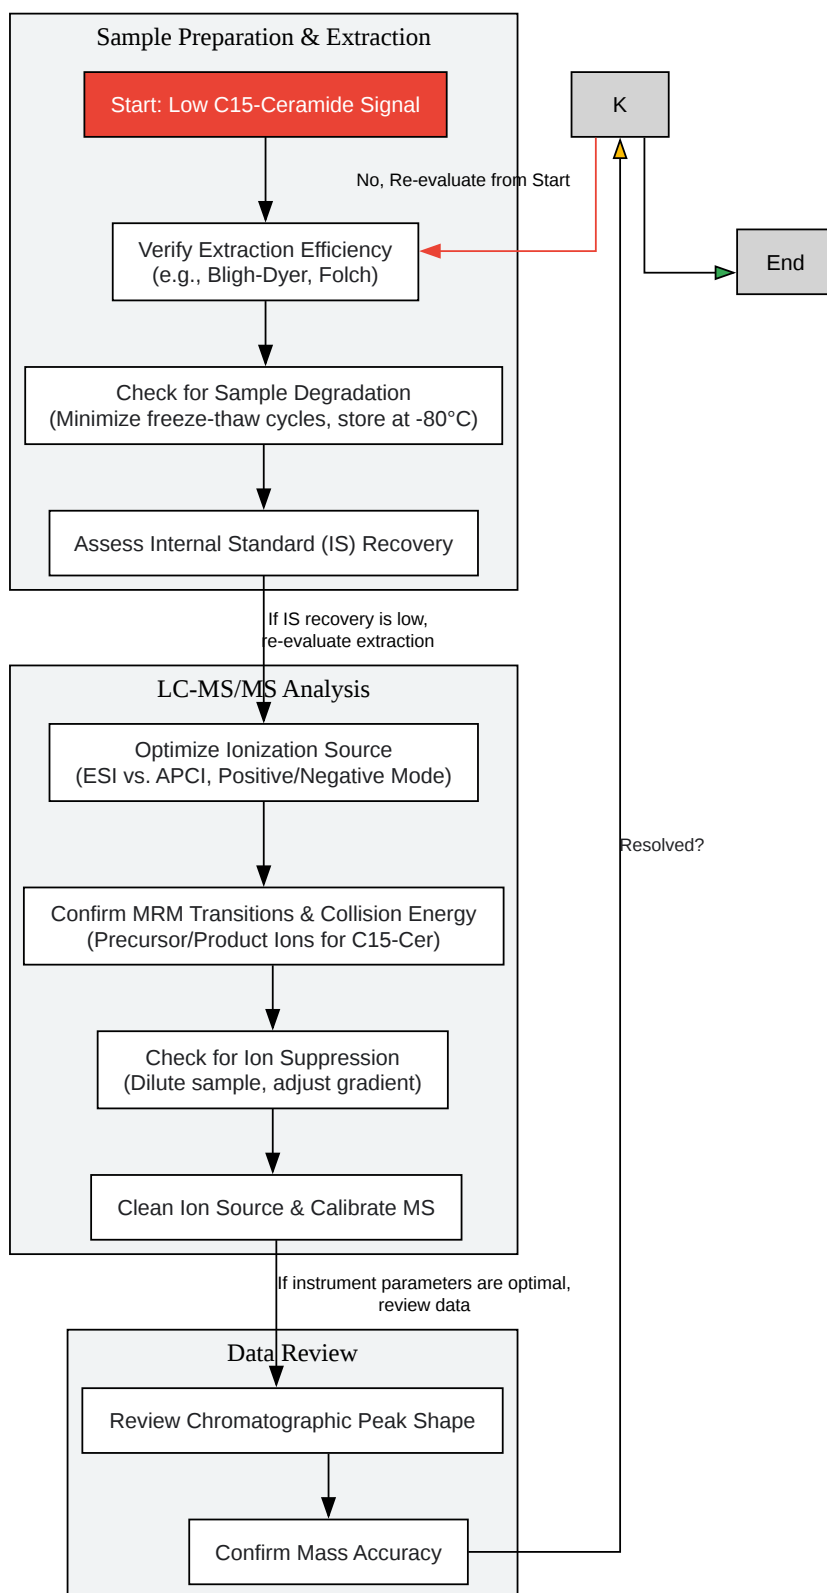 Sample Preparation & Extraction
Start: Low C15-Ceramide Signal
K
No, Re-evaluate from Start
Verify Extraction Efficiency
(e.g., Bligh-Dyer, Folch)
End
Check for Sample Degradation
(Minimize freeze-thaw cycles, store at -80°C)
Assess Internal Standard (IS) Recovery
If IS recovery is low,
re-evaluate extraction
LC-MS/MS Analysis
Optimize Ionization Source
(ESI vs. APCI, Positive/Negative Mode)
Resolved?
Confirm MRM Transitions & Collision Energy
(Precursor/Product Ions for C15-Cer)
Check for Ion Suppression
(Dilute sample, adjust gradient)
Clean Ion Source & Calibrate MS
If instrument parameters are optimal,
review data
Data Review
Review Chromatographic Peak Shape
Confirm Mass Accuracy